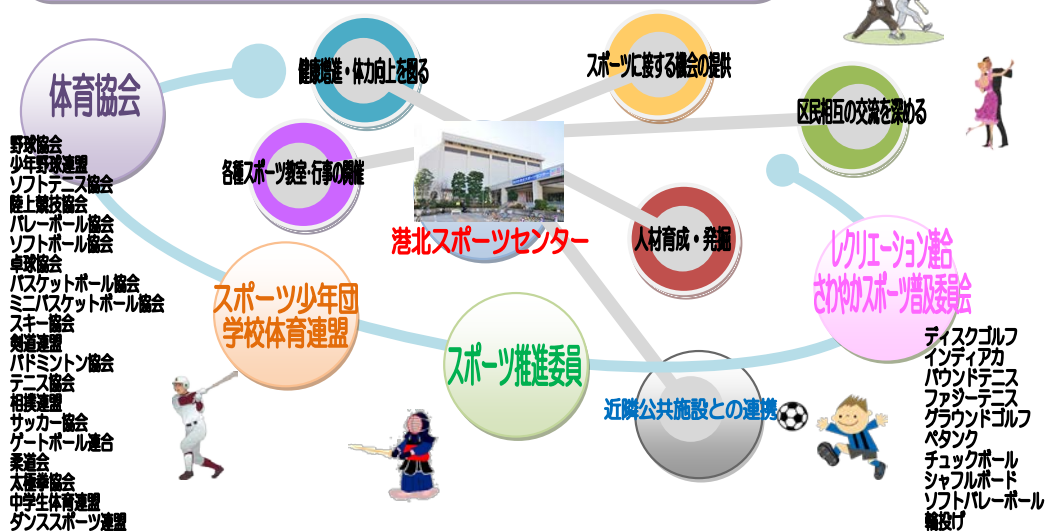 健康増進・体力向上を図る
スポーツに接する機会の提供
体育協会
区民相互の交流を深める
各種スポーツ教室・行事の開催
港北スポーツセンター
人材育成・発掘
レクリエーション連合
さわやかスポーツ普及委員会
スポーツ少年団
学校体育連盟
スポーツ推進委員
近隣公共施設との連携
野球協会
少年野球連盟
ソフトテニス協会
陸上競技協会
バレーボール協会
ソフトボール協会
卓球協会
バスケットボール協会
ミニバスケットボール協会
スキー協会
剣道連盟
バドミントン協会
テニス協会
相撲連盟
サッカー協会
ゲートボール連合
柔道会
太極拳協会
中学生体育連盟
ダンススポーツ連盟
ディスクゴルフ
インディアカ
バウンドテニス
ファジーテニス
グラウンドゴルフ
ペタンク
チュックボール
シャフルボード
ソフトバレーボール
輪投げ